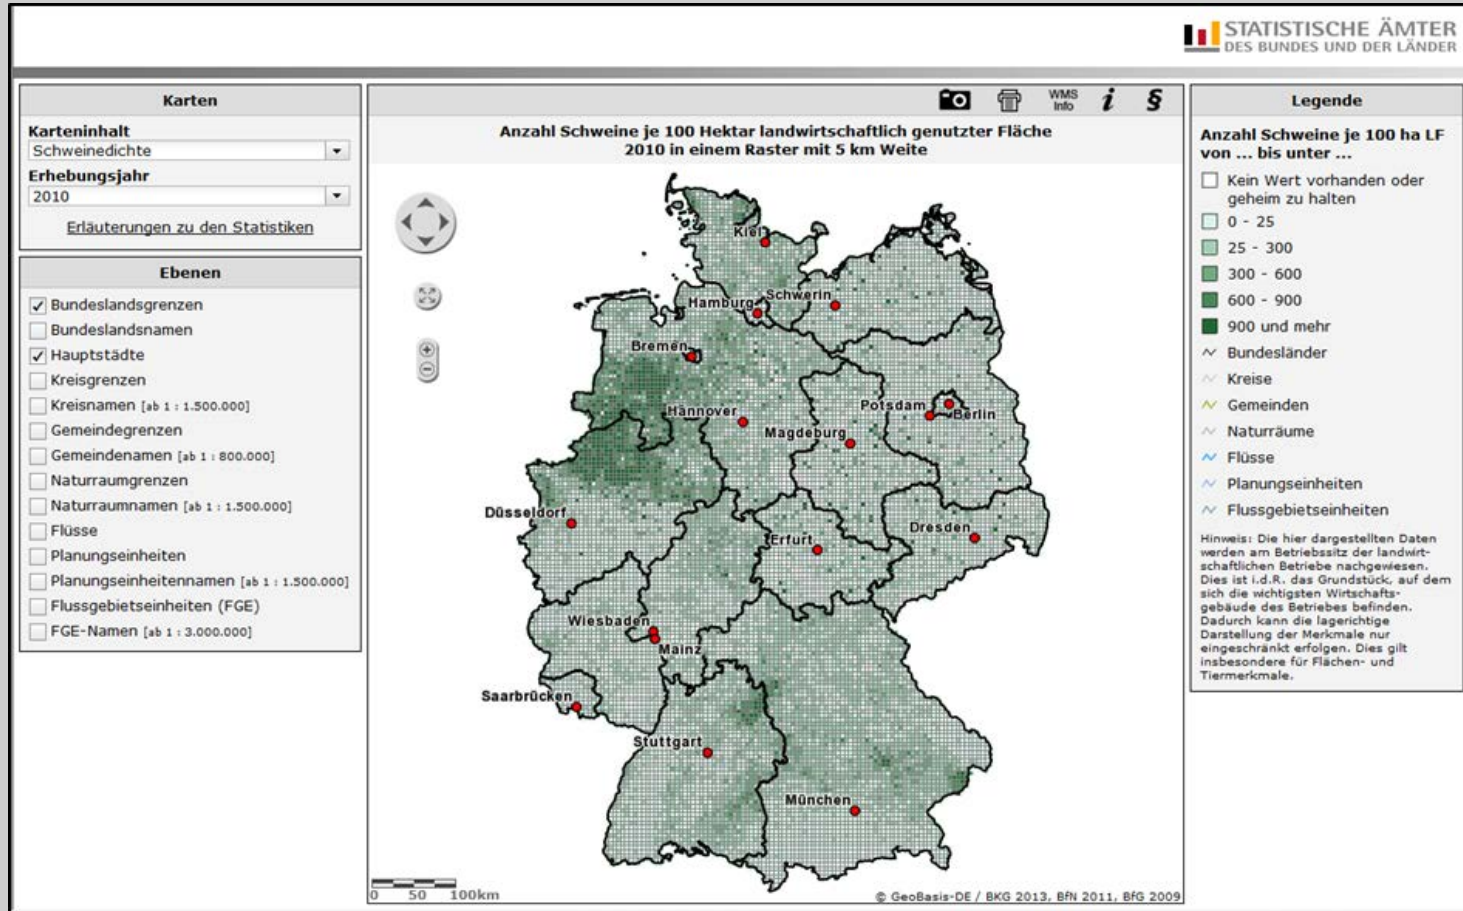 STATISTISCHE ÄMTER
DES BUNDES UND DER LÄNDER
Karten
Karteninhalt
Schweinedichte
Erhebungsjahr
2010
Erläuterungen zu den Statistiken
Ebenen
Bundeslandsgrenzen
Bundeslandsnamen
Hauptstädte
Kreisgrenzen
Kreisnamen [ab 1 : 1.500.000]
Gemeindegrenzen
Gemeindenamen [ab 1 : 800.000]
Naturraumgrenzen
Naturraumnamen [ab 1 : 1.500.000]
Flüsse
Planungseinheiten
Planungseinheitennamen [ab 1 : 1.500.000]
Flussgebietseinheiten (FGE)
FGE-Namen [ab 1 : 3.000.000]
WMS
Info
i
§
Anzahl Schweine je 100 Hektar landwirtschaftlich genutzter Fläche
2010 in einem Raster mit 5 km Weite
Kiel
Schwerin
Hamburg
Bremen
Hannover
Potsdam
Berlin
Magdeburg
Düsseldorf
Erfurt
Dresden
Wiesbaden
Mainz
Saarbrücken
Stuttgart
München
0 50 100km
© GeoBasis-DE / BKG 2013, BfN 2011, BfG 2009
Legende
Anzahl Schweine je 100 ha LF
von ... bis unter ...
Kein Wert vorhanden oder
geheim zu halten
0 - 25
25 - 300
300 - 600
600 - 900
900 und mehr
Bundesländer
Kreise
Gemeinden
Naturräume
Flüsse
Planungseinheiten
Flussgebietseinheiten
Hinweis: Die hier dargestellten Daten
werden am Betriebssitz der landwirt-
schaftlichen Betriebe nachgewiesen.
Dies ist i.d.R. das Grundstück, auf dem
sich die wichtigsten Wirtschafts-
gebäude des Betriebes befinden.
Dadurch kann die lagerichtige
Darstellung der Merkmale nur
eingeschränkt erfolgen. Dies gilt
insbesondere für Flächen- und
Tiermerkmale.